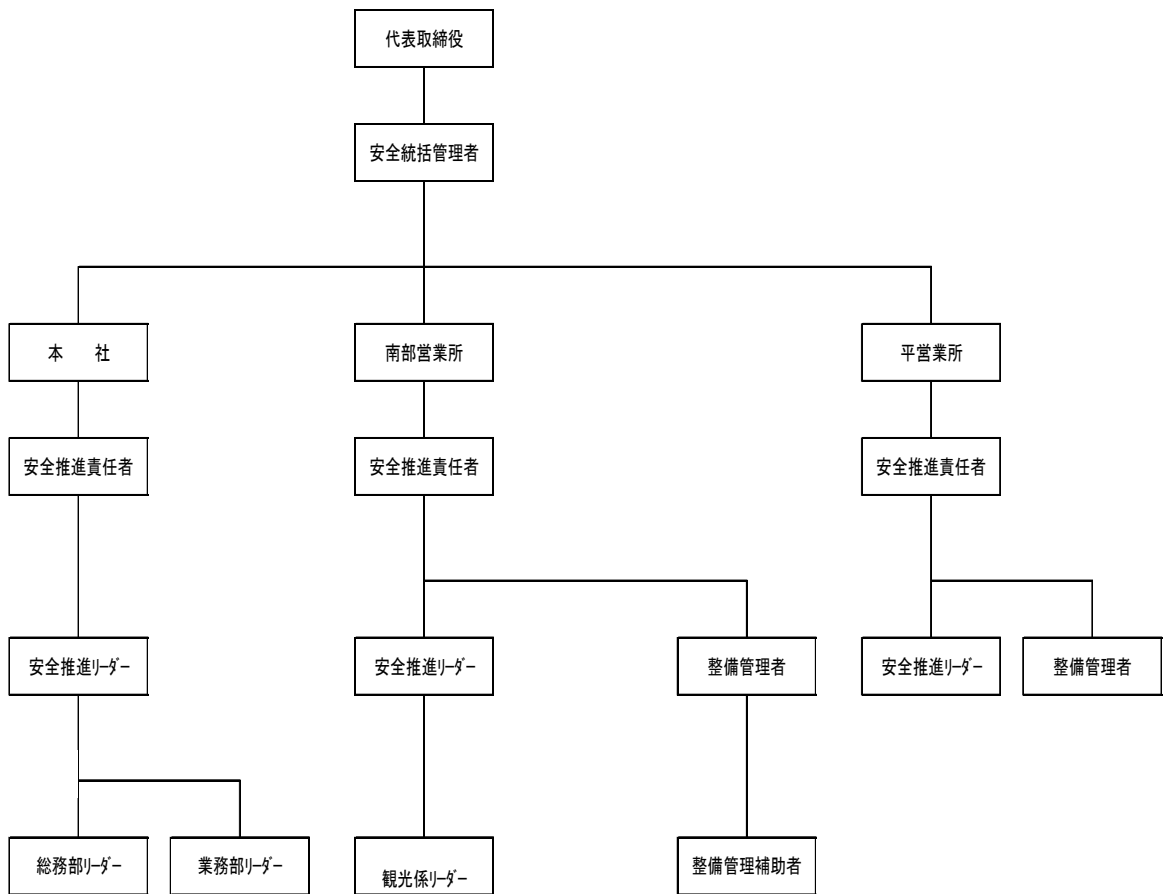 代表取締役
安全統括管理者
本　　社
南部営業所
平営業所
安全推進責任者
安全推進責任者
安全推進責任者
安全推進ﾘｰﾀﾞｰ
安全推進ﾘｰﾀﾞｰ
整備管理者
安全推進ﾘｰﾀﾞｰ
整備管理者
総務部ﾘｰﾀﾞｰ
業務部ﾘｰﾀﾞｰ
観光係ﾘｰﾀﾞｰ
整備管理補助者